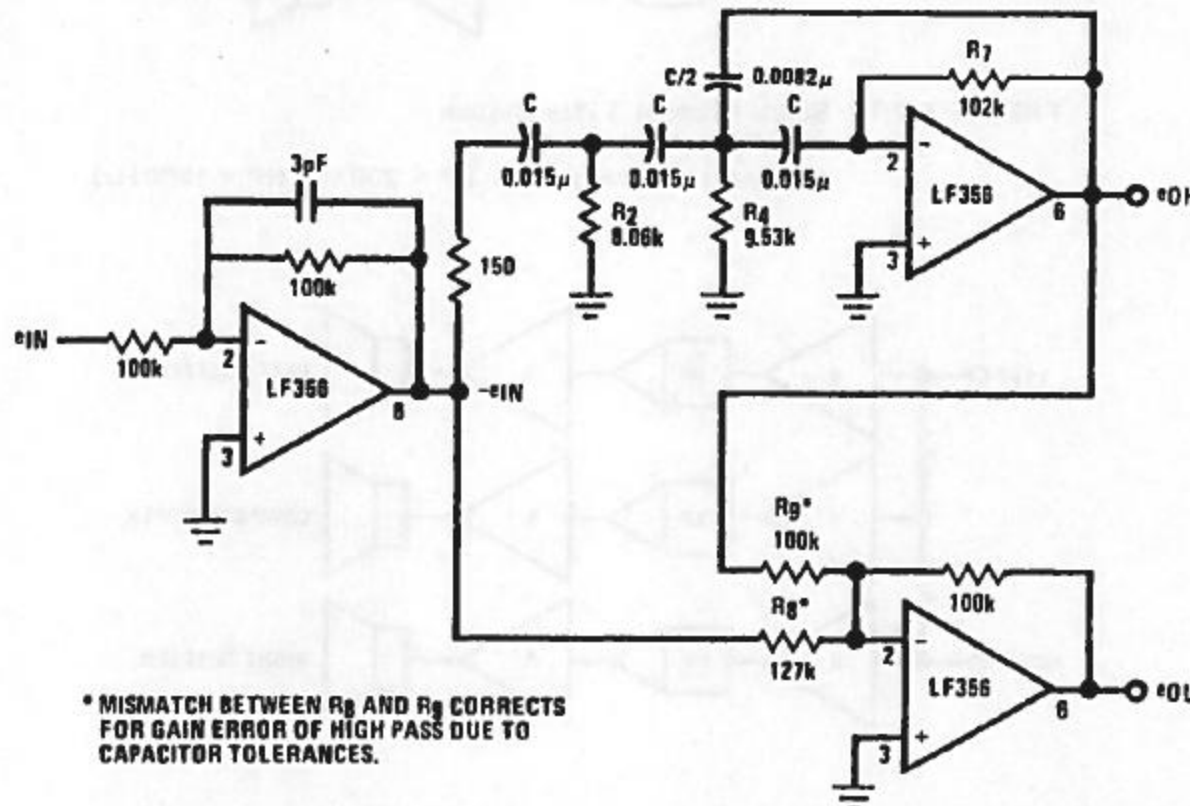 C/2 0.0082µ
R7
102k
C C C
0.015µ 0.015µ 0.015µ
2 -
LF356
6
eOH
+
3
R2
8.06k
R4
9.53k
3pF
100k
150
eIN
100k
2 -
LF356
6
-eIN
+
3
R9*
100k
100k
R8*
127k
2 -
LF356
6
eOL
+
3
* MISMATCH BETWEEN R8 AND R9 CORRECTS
FOR GAIN ERROR OF HIGH PASS DUE TO
CAPACITOR TOLERANCES.